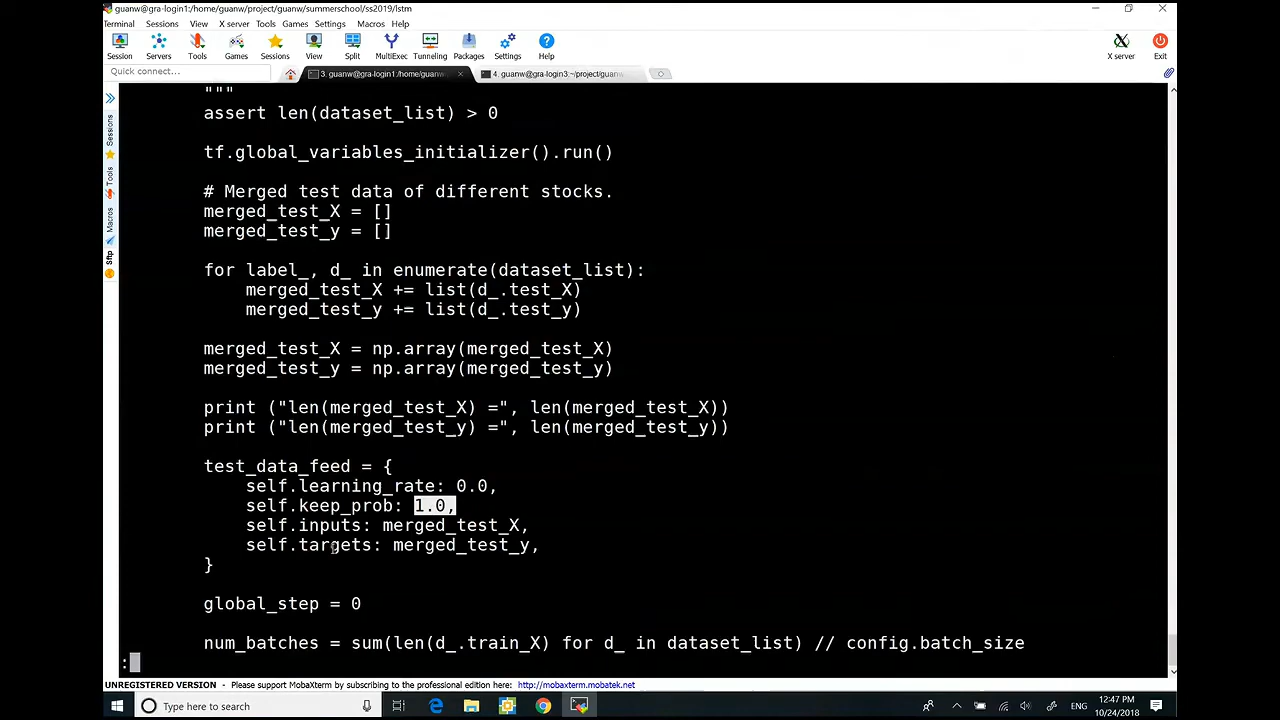 guanw@gra-login1:/home/guanw/project/guanw/summerschool/ss2019/lstm
Terminal Sessions View X server Tools Games Settings Macros Help
Session Servers Tools Games Sessions View Split MultiExec Tunneling Packages Settings Help X server Exit
Quick connect...
3. guanw@gra-login1:/home/guanw
4. guanw@gra-login3:~/project/guanw
Sessions
Tools
Macros
Sftp
"""
assert len(dataset_list) > 0
tf.global_variables_initializer().run()
# Merged test data of different stocks.
merged_test_X = []
merged_test_y = []
for label_, d_ in enumerate(dataset_list):
merged_test_X += list(d_.test_X)
merged_test_y += list(d_.test_y)
merged_test_X = np.array(merged_test_X)
merged_test_y = np.array(merged_test_y)
print ("len(merged_test_X) =", len(merged_test_X))
print ("len(merged_test_y) =", len(merged_test_y))
test_data_feed = {
self.learning_rate: 0.0,
self.keep_prob: 1.0,
self.inputs: merged_test_X,
self.targets: merged_test_y,
}
global_step = 0
num_batches = sum(len(d_.train_X) for d_ in dataset_list) // config.batch_size
:
UNREGISTERED VERSION - Please support MobaXterm by subscribing to the professional edition here: http://mobaxterm.mobatek.net
Type here to search
ENG
12:47 PM
10/24/2018